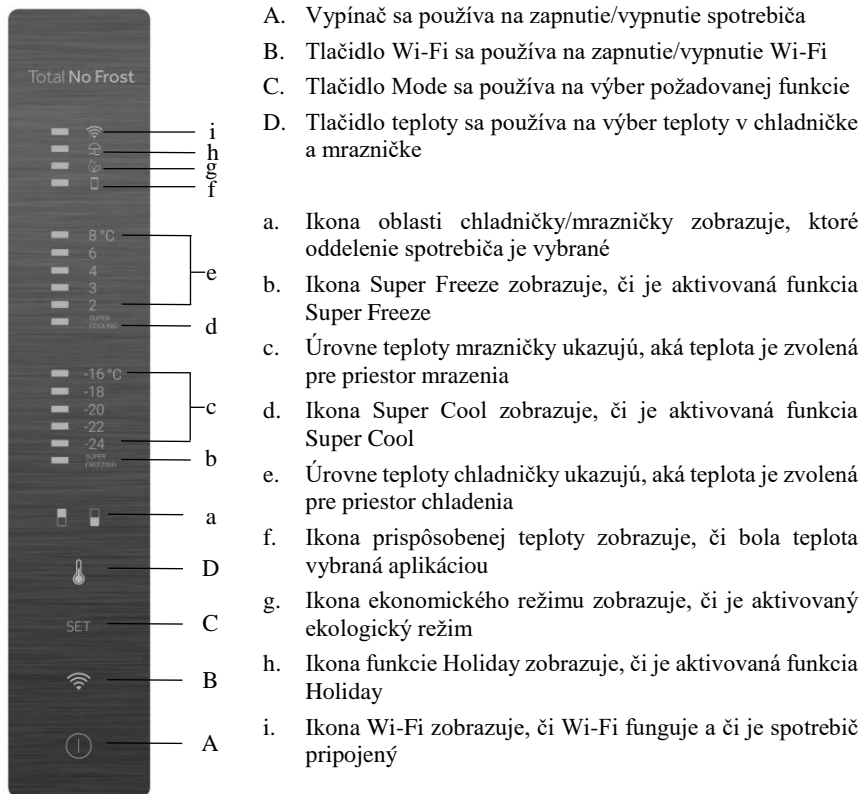 Total No Frost
i
h
g
f
8 °C
6
4
3
2
e
SUPER
COOLING
d
-16 °C
-18
-20
-22
-24
c
SUPER
FREEZING
b
a
D
SET
C
B
A
A. Vypínač sa používa na zapnutie/vypnutie spotrebiča
B. Tlačidlo Wi-Fi sa používa na zapnutie/vypnutie Wi-Fi
C. Tlačidlo Mode sa používa na výber požadovanej funkcie
D. Tlačidlo teploty sa používa na výber teploty v chladničke
a mrazničke
a. Ikona oblasti chladničky/mrazničky zobrazuje, ktoré
oddelenie spotrebiča je vybrané
b. Ikona Super Freeze zobrazuje, či je aktivovaná funkcia
Super Freeze
c. Úrovne teploty mrazničky ukazujú, aká teplota je zvolená
pre priestor mrazenia
d. Ikona Super Cool zobrazuje, či je aktivovaná funkcia
Super Cool
e. Úrovne teploty chladničky ukazujú, aká teplota je zvolená
pre priestor chladenia
f. Ikona prispôsobenej teploty zobrazuje, či bola teplota
vybraná aplikáciou
g. Ikona ekonomického režimu zobrazuje, či je aktivovaný
ekologický režim
h. Ikona funkcie Holiday zobrazuje, či je aktivovaná funkcia
Holiday
i. Ikona Wi-Fi zobrazuje, či Wi-Fi funguje a či je spotrebič
pripojený